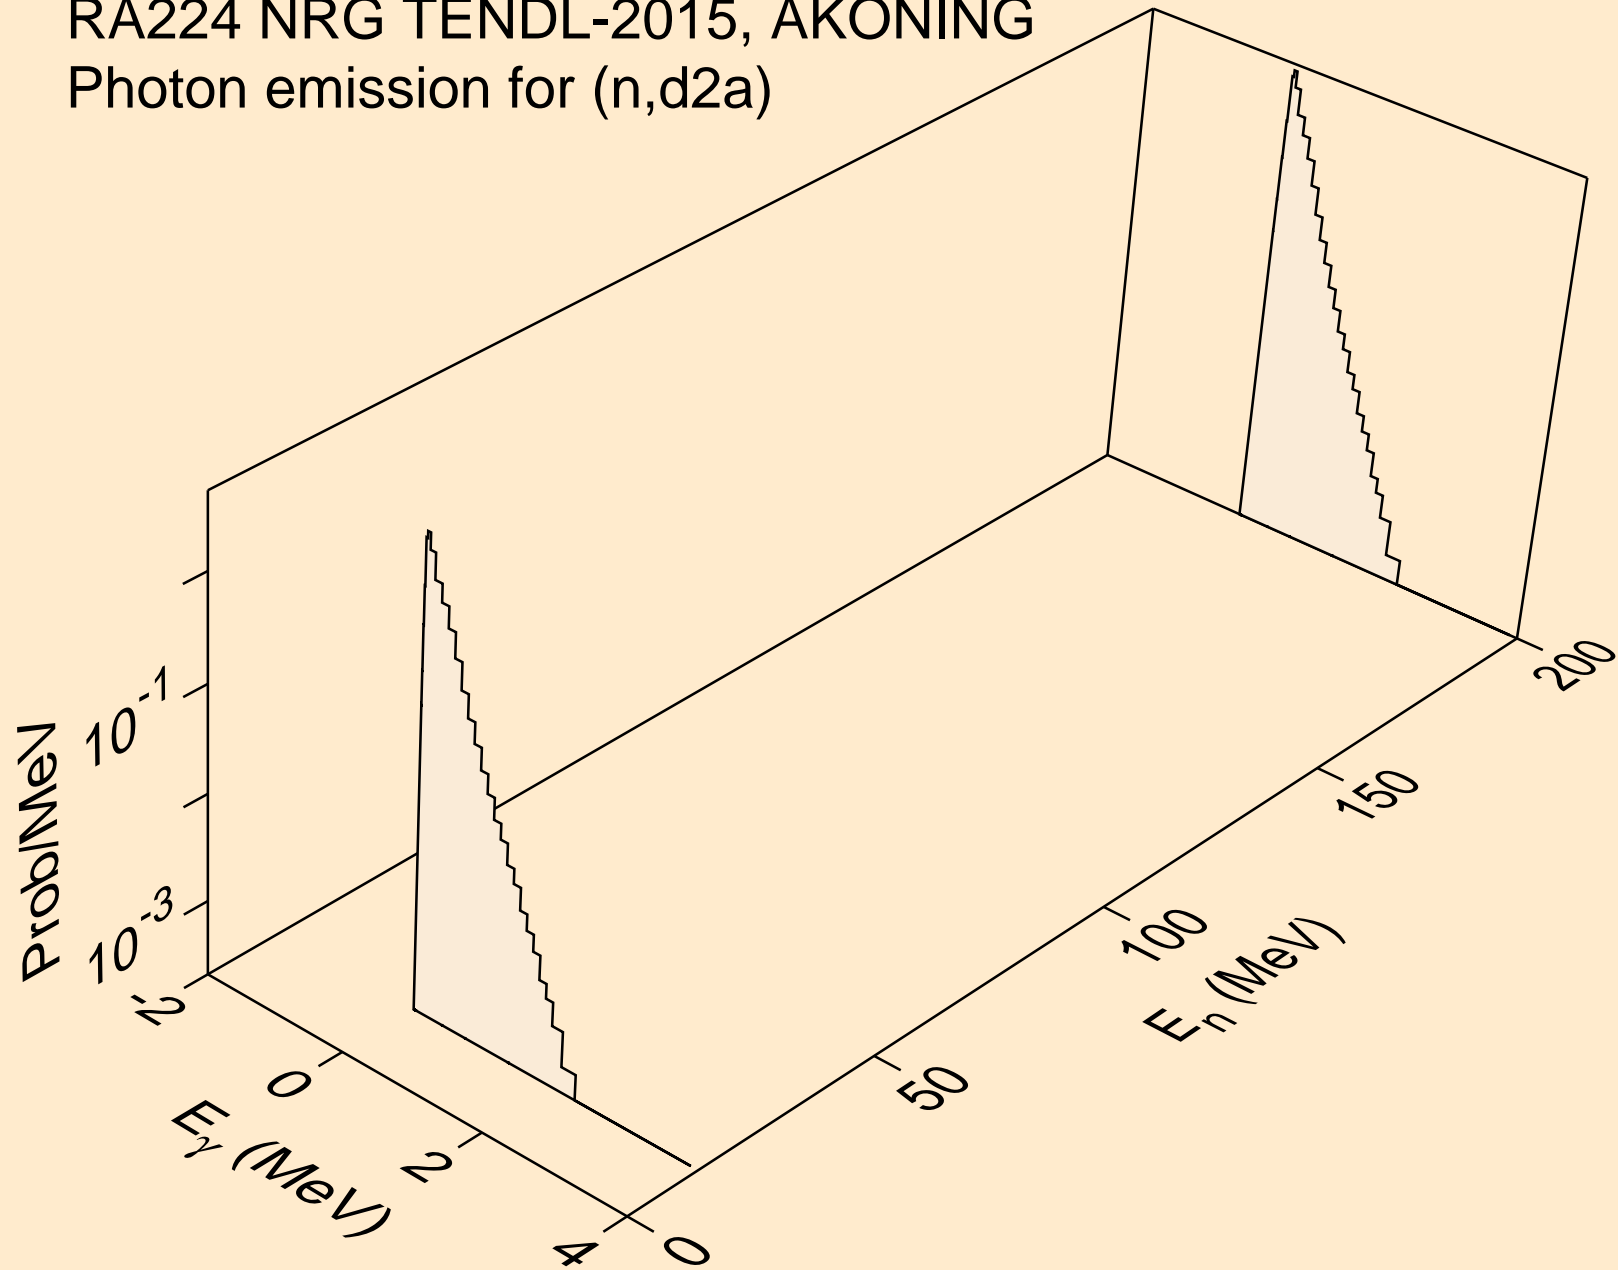 RA224 NRG TENDL-2015, AKONING
Photon emission for (n,d2a)
Prob/MeV
10-1
10-3
-2
0
2
4
Eγ (MeV)
0
50
100
150
200
En (MeV)